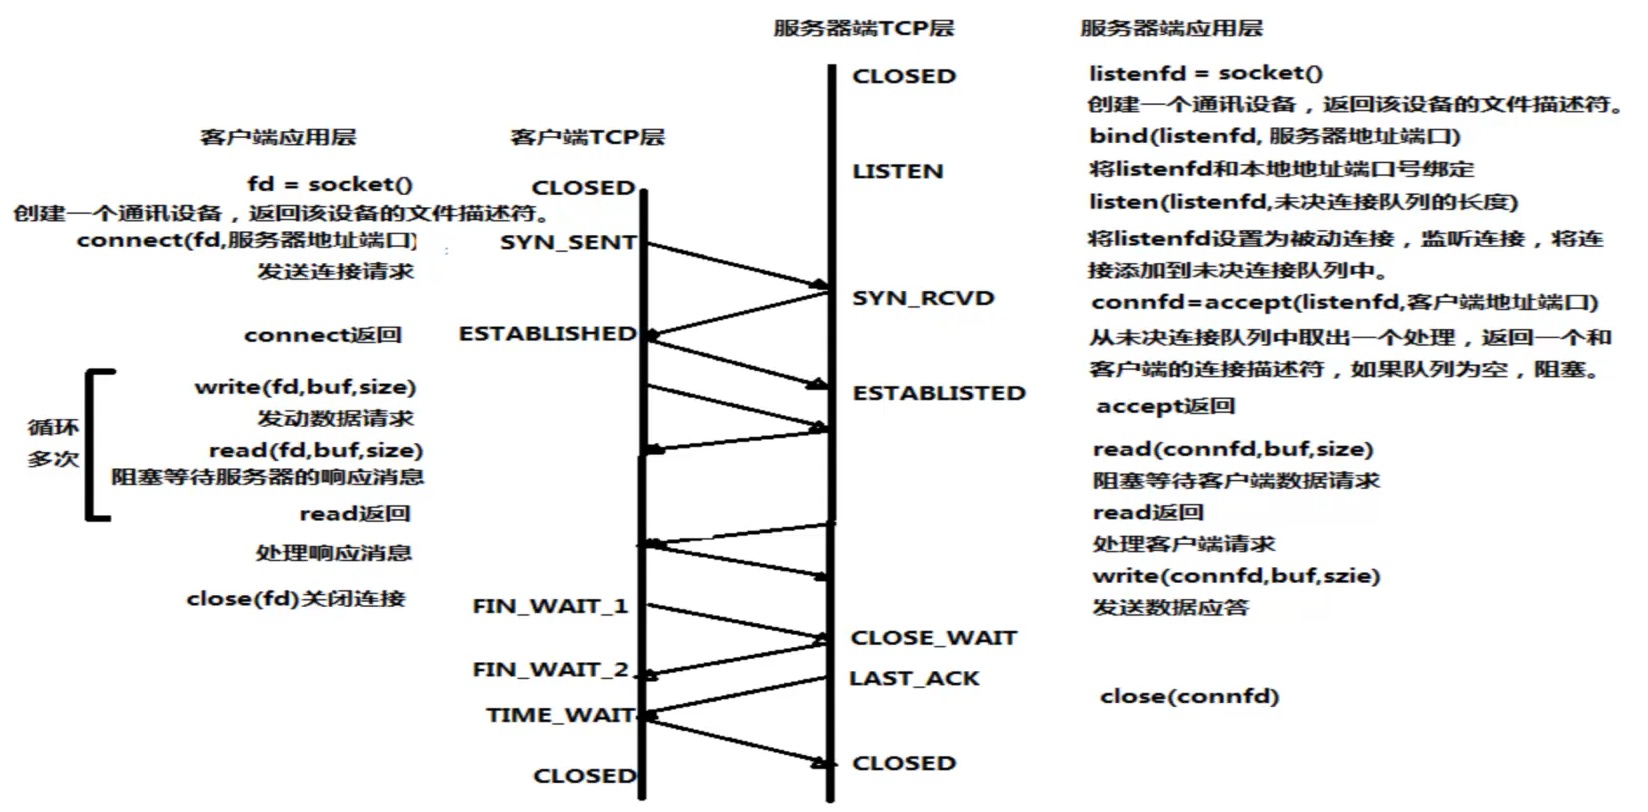 服务器端TCP层
服务器端应用层
CLOSED
listenfd = socket()
创建一个通讯设备，返回该设备的文件描述符。
bind(listenfd, 服务器地址端口)
LISTEN
将listenfd和本地地址端口号绑定
listen(listenfd,未决连接队列的长度)
将listenfd设置为被动连接，监听连接，将连
接添加到未决连接队列中。
SYN_RCVD
connfd=accept(listenfd,客户端地址端口)
从未决连接队列中取出一个处理，返回一个和
客户端的连接描述符，如果队列为空，阻塞。
ESTABLISTED
accept返回
read(connfd,buf,size)
阻塞等待客户端数据请求
read返回
处理客户端请求
write(connfd,buf,szie)
发送数据应答
CLOSE_WAIT
LAST_ACK
close(connfd)
CLOSED
客户端应用层
客户端TCP层
fd = socket()
CLOSED
创建一个通讯设备，返回该设备的文件描述符。
connect(fd,服务器地址端口)
SYN_SENT
发送连接请求
connect返回
ESTABLISHED
write(fd,buf,size)
发动数据请求
循环
多次
read(fd,buf,size)
阻塞等待服务器的响应消息
read返回
处理响应消息
close(fd)关闭连接
FIN_WAIT_1
FIN_WAIT_2
TIME_WAIT
CLOSED